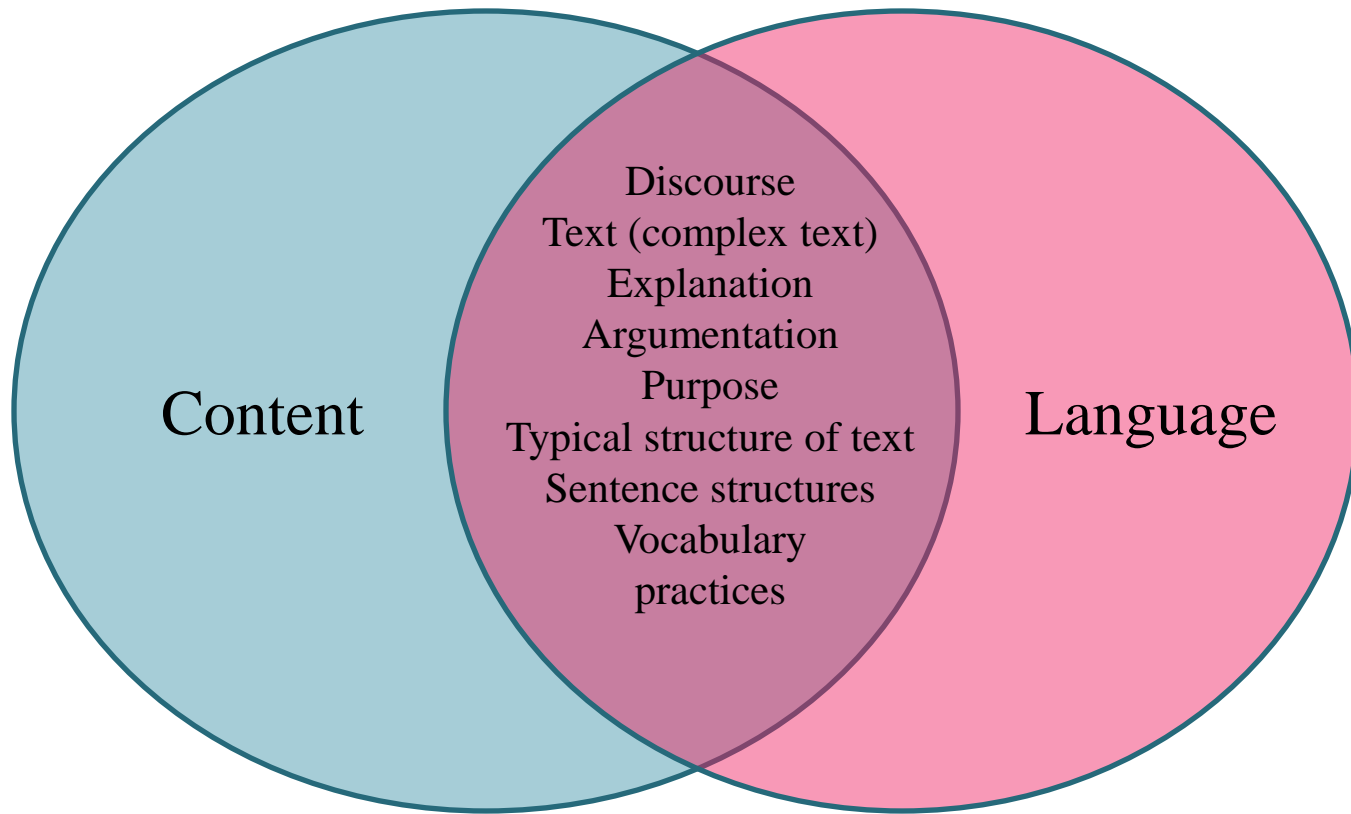 Content
Discourse
Text (complex text)
Explanation
Argumentation
Purpose
Typical structure of text
Sentence structures
Vocabulary
practices
Language